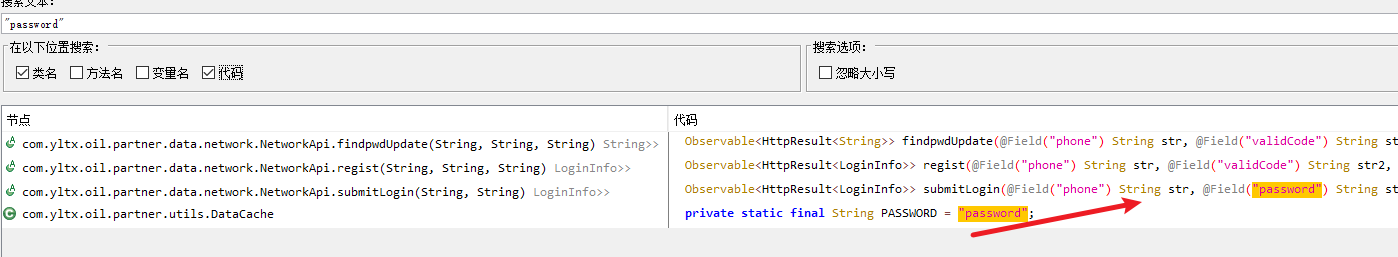 搜索文本:
"password"
在以下位置搜索: 搜索选项:
类名 方法名 变量名 代码 忽略大小写
节点 代码
com.yltx.oil.partner.data.network.NetworkApi.findpwdUpdate(String, String, String) String>> Observable<HttpResult<String>> findpwdUpdate(@Field("phone") String str, @Field("validCode") String st
com.yltx.oil.partner.data.network.NetworkApi.regist(String, String, String) LoginInfo>> Observable<HttpResult<LoginInfo>> regist(@Field("phone") String str, @Field("validCode") String str2,
com.yltx.oil.partner.data.network.NetworkApi.submitLogin(String, String) LoginInfo>> Observable<HttpResult<LoginInfo>> submitLogin(@Field("phone") String str, @Field("password") String st
C com.yltx.oil.partner.utils.DataCache private static final String PASSWORD = "password";